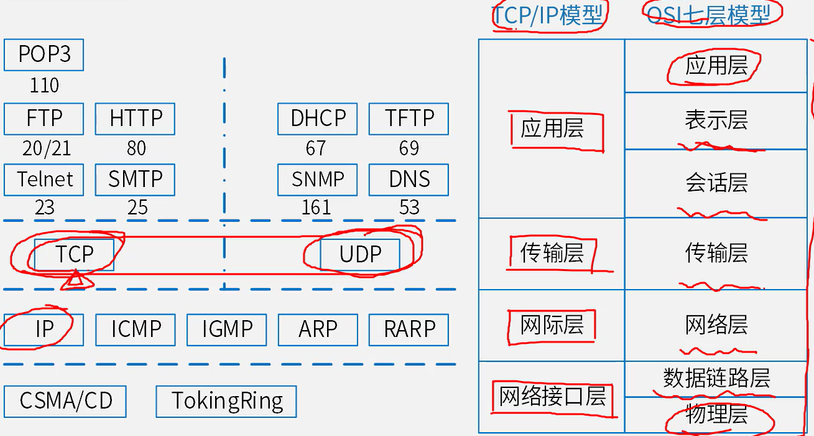 TCP/IP模型 OSI七层模型
POP3
110
FTP HTTP DHCP TFTP
20/21 80 67 69
Telnet SMTP SNMP DNS
23 25 161 53
TCP UDP
IP ICMP IGMP ARP RARP
CSMA/CD TokingRing
应用层
传输层
网际层
网络接口层
应用层
表示层
会话层
传输层
网络层
数据链路层
物理层